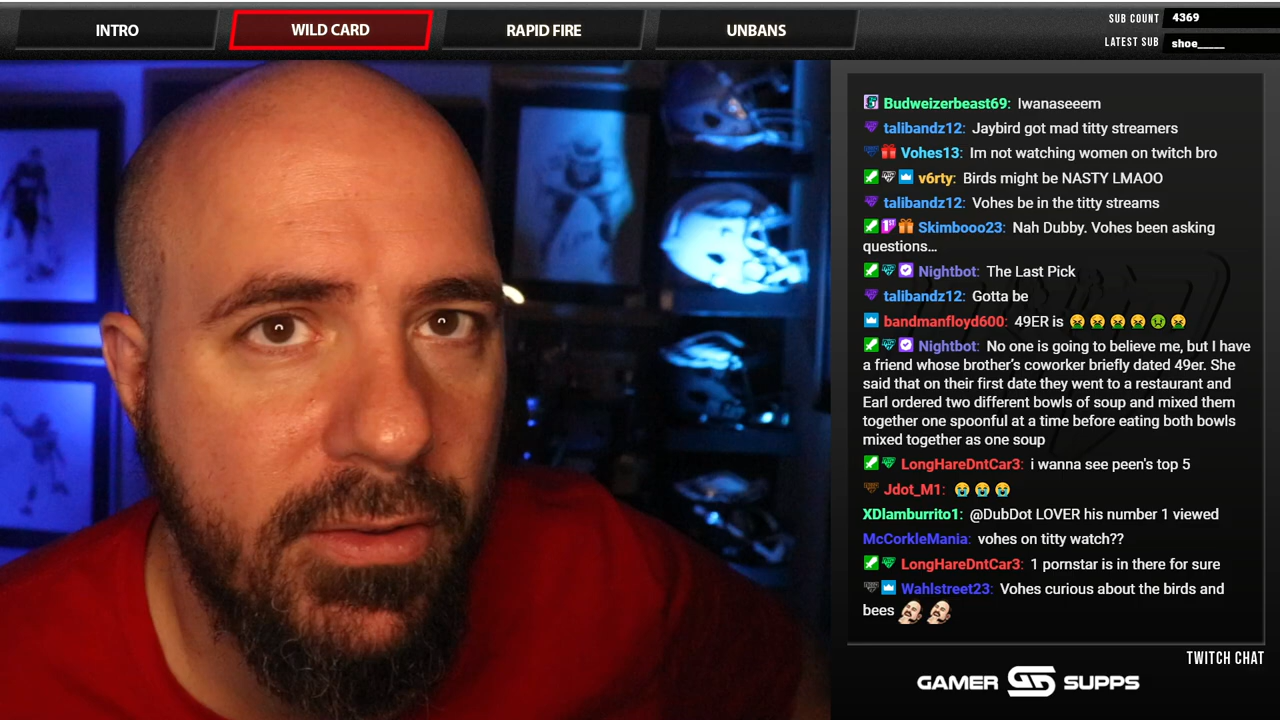 INTRO
WILD CARD
RAPID FIRE
UNBANS
SUB COUNT 4369
LATEST SUB shoe_____
Budweizerbeast69: Iwanaseeem
talibandz12: Jaybird got mad titty streamers
Vohes13: Im not watching women on twitch bro
v6rty: Birds might be NASTY LMAOO
talibandz12: Vohes be in the titty streams
Skimbooo23: Nah Dubby. Vohes been asking
questions...
Nightbot: The Last Pick
talibandz12: Gotta be
bandmanfloyd600: 49ER is 🤮🤮🤮🤮🤢🤮
Nightbot: No one is going to believe me, but I have
a friend whose brother's coworker briefly dated 49er. She
said that on their first date they went to a restaurant and
Earl ordered two different bowls of soup and mixed them
together one spoonful at a time before eating both bowls
mixed together as one soup
LongHareDntCar3: i wanna see peen's top 5
Jdot_M1: 😭😭😭
XDIamburrito1: @DubDot LOVER his number 1 viewed
McCorkleMania: vohes on titty watch??
LongHareDntCar3: 1 pornstar is in there for sure
Wahlstreet23: Vohes curious about the birds and
bees
TWITCH CHAT
GAMER GS SUPPS